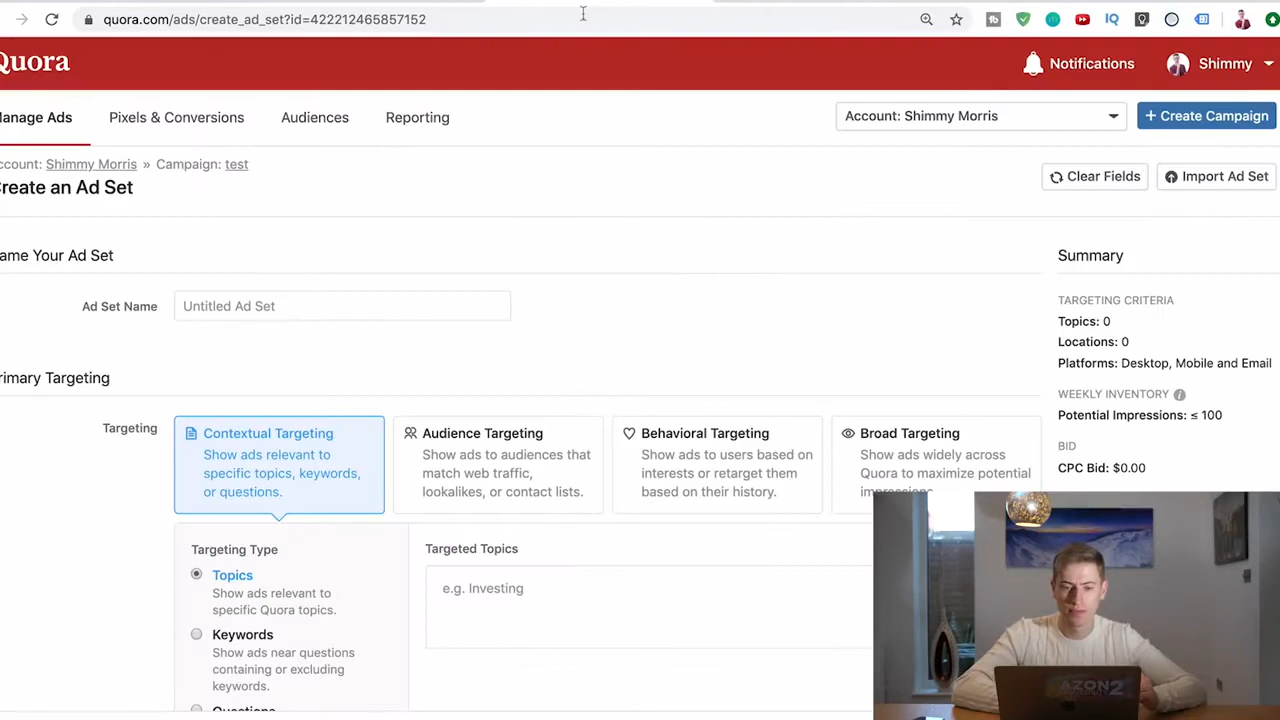 quora.com/ads/create_ad_set?id=422212465857152
IQ
Quora
Notifications
Shimmy
Manage Ads
Pixels & Conversions
Audiences
Reporting
Account: Shimmy Morris
+ Create Campaign
ccount: Shimmy Morris » Campaign: test
Create an Ad Set
Clear Fields
Import Ad Set
ame Your Ad Set
Summary
Ad Set Name
Untitled Ad Set
TARGETING CRITERIA
Topics: 0
Locations: 0
Platforms: Desktop, Mobile and Email
rimary Targeting
WEEKLY INVENTORY
Potential Impressions: ≤ 100
BID
CPC Bid: $0.00
Targeting
Contextual Targeting
Show ads relevant to
specific topics, keywords,
or questions.
Audience Targeting
Show ads to audiences that
match web traffic,
lookalikes, or contact lists.
Behavioral Targeting
Show ads to users based on
interests or retarget them
based on their history.
Broad Targeting
Show ads widely across
Quora to maximize potential
impressions.
Targeting Type
Topics
Show ads relevant to
specific Quora topics.
Keywords
Show ads near questions
containing or excluding
keywords.
Questions
Targeted Topics
e.g. Investing
AZON2